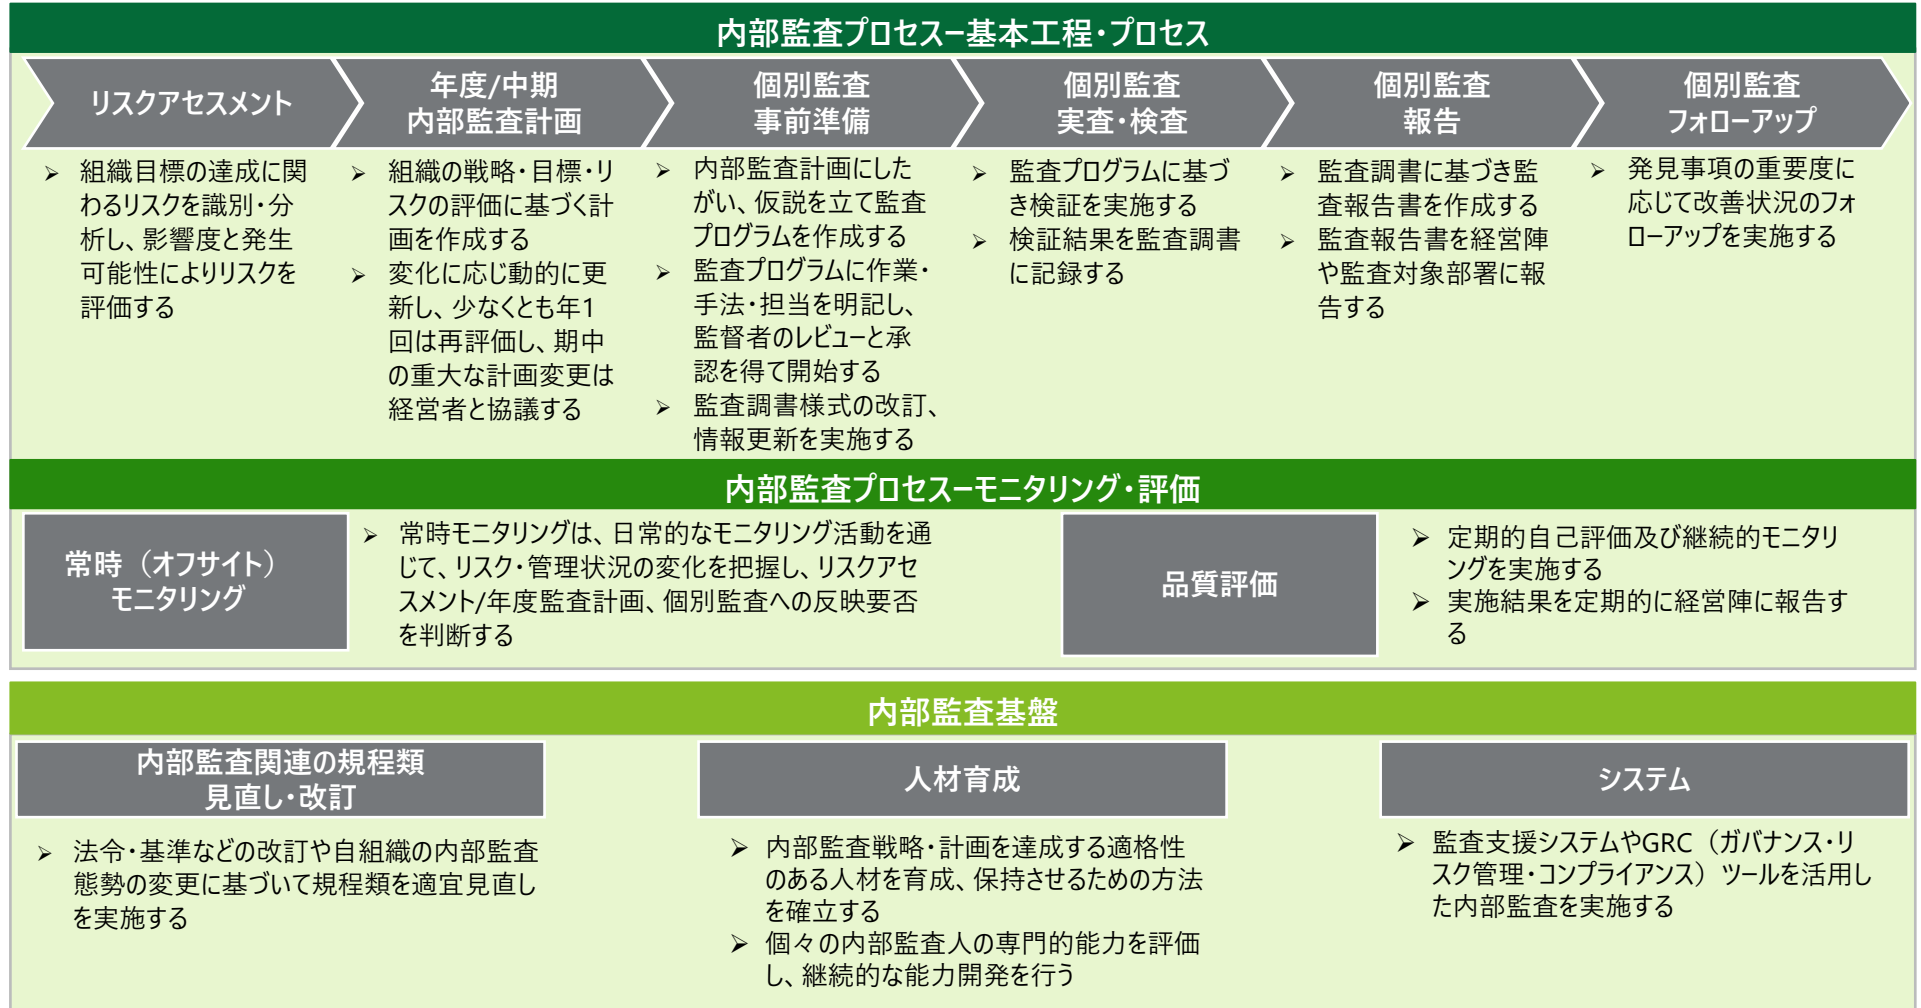 内部監査プロセスー基本工程・プロセス
リスクアセスメント
年度/中期
内部監査計画
個別監査
事前準備
個別監査
実査・検査
個別監査
報告
個別監査
フォローアップ
➢ 組織目標の達成に関
わるリスクを識別・分
析し、影響度と発生
可能性によりリスクを
評価する
➢ 組織の戦略・目標・リ
スクの評価に基づく計
画を作成する
➢ 変化に応じ動的に更
新し、少なくとも年1
回は再評価し、期中
の重大な計画変更は
経営者と協議する
➢ 内部監査計画にした
がい、仮説を立て監査
プログラムを作成する
➢ 監査プログラムに作業・
手法・担当を明記し、
監督者のレビューと承
認を得て開始する
➢ 監査調書様式の改訂、
情報更新を実施する
➢ 監査プログラムに基づ
き検証を実施する
➢ 検証結果を監査調書
に記録する
➢ 監査調書に基づき監
査報告書を作成する
➢ 監査報告書を経営陣
や監査対象部署に報
告する
➢ 発見事項の重要度に
応じて改善状況のフォ
ローアップを実施する
内部監査プロセスーモニタリング・評価
常時（オフサイト）
モニタリング
➢ 常時モニタリングは、日常的なモニタリング活動を通
じて、リスク・管理状況の変化を把握し、リスクアセ
スメント/年度監査計画、個別監査への反映要否
を判断する
品質評価
➢ 定期的自己評価及び継続的モニタリ
ングを実施する
➢ 実施結果を定期的に経営陣に報告す
る
内部監査基盤
内部監査関連の規程類
見直し・改訂
➢ 法令・基準などの改訂や自組織の内部監査
態勢の変更に基づいて規程類を適宜見直し
を実施する
人材育成
➢ 内部監査戦略・計画を達成する適格性
のある人材を育成、保持させるための方法
を確立する
➢ 個々の内部監査人の専門的能力を評価
し、継続的な能力開発を行う
システム
➢ 監査支援システムやGRC（ガバナンス・リ
スク管理・コンプライアンス）ツールを活用し
た内部監査を実施する